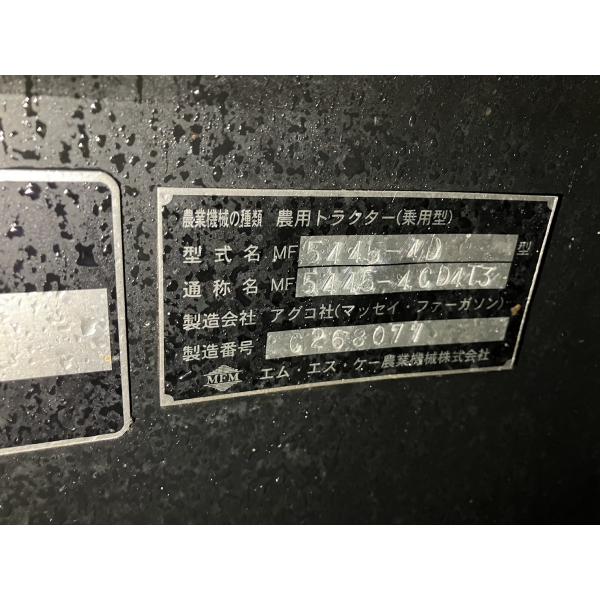 農業機械の種類 農用トラクター(乗用型)
型式名 MF 5445-4D 型
通称名 MF 5445-4CD4T3
製造会社 アグコ社(マッセイ・ファーガソン)
製造番号 C268077
MFM エム・エス・ケー農業機械株式会社